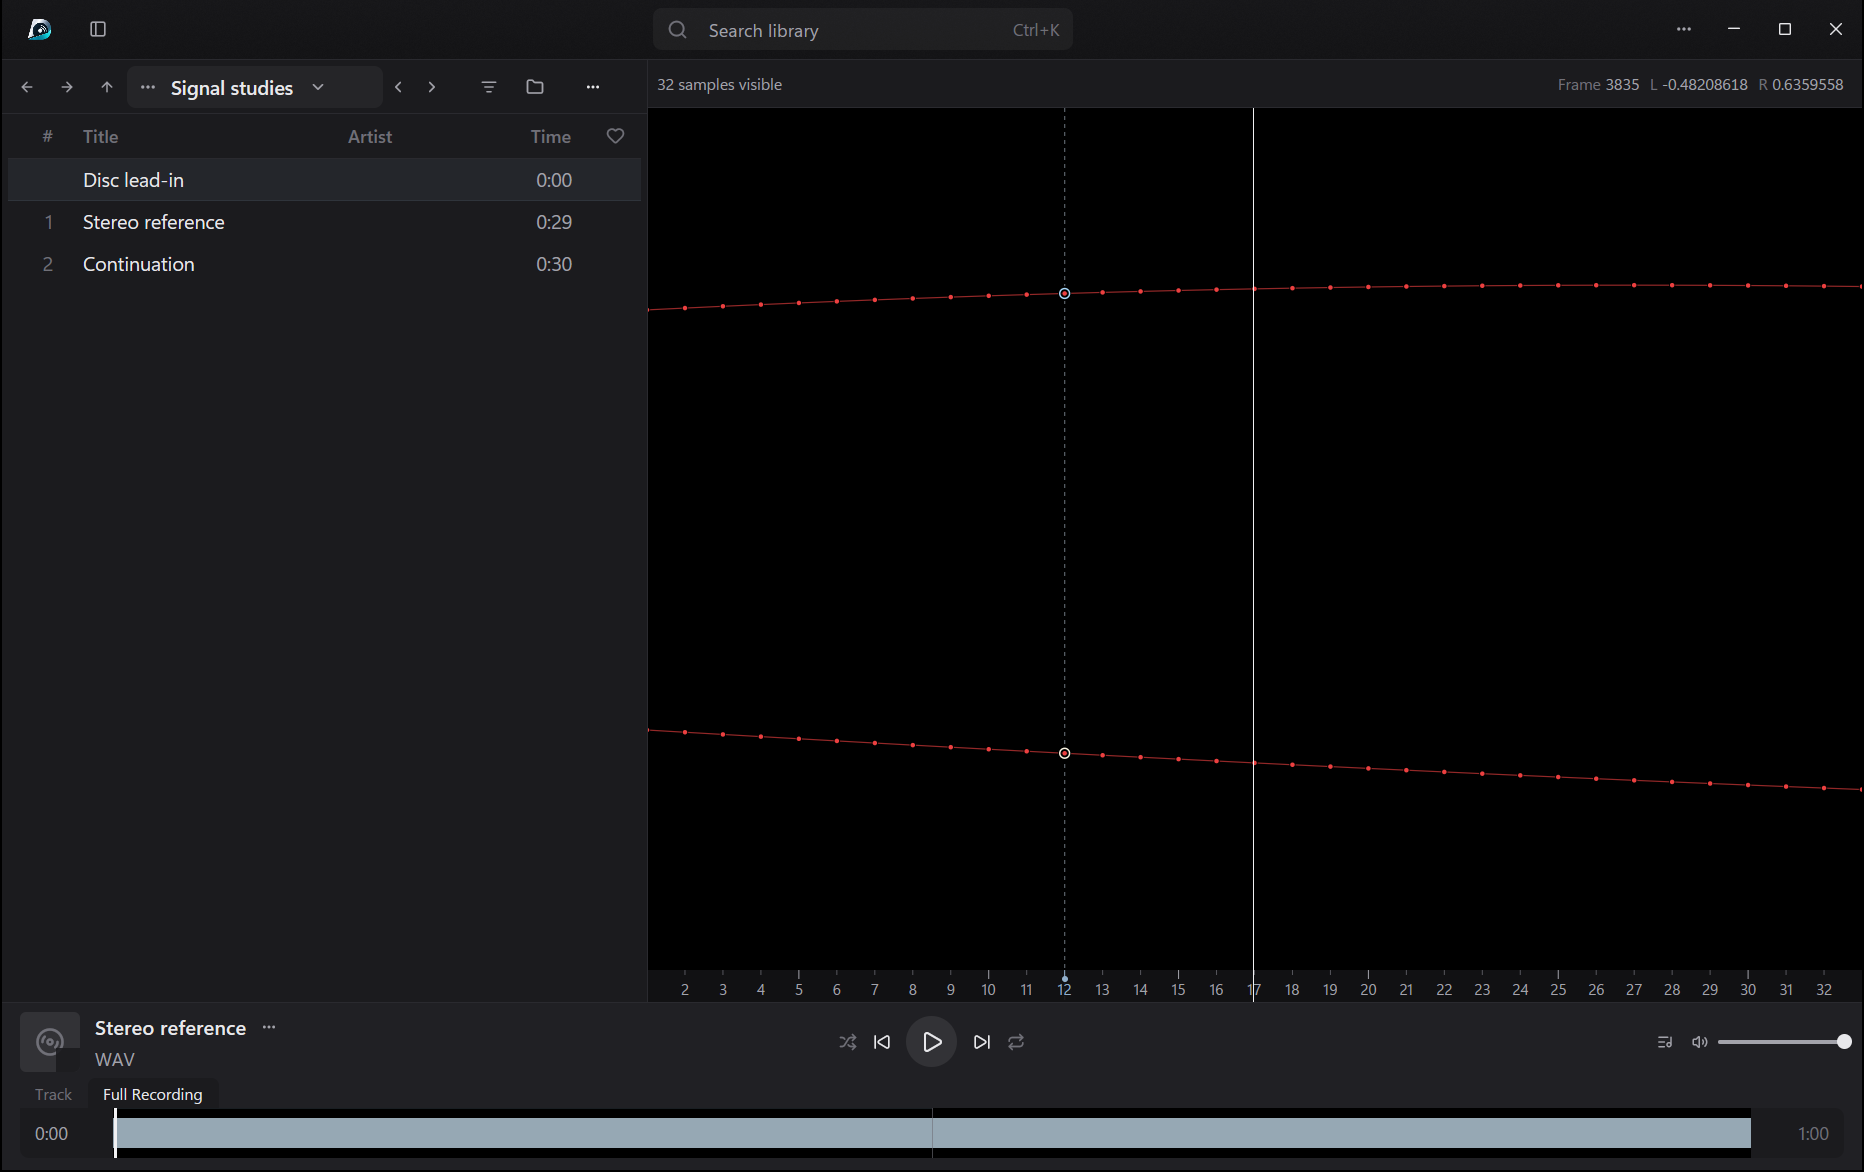 Search library Ctrl+K
Signal studies
32 samples visible Frame 3835 L -0.48208618 R 0.6359558
# Title Artist Time
Disc lead-in 0:00
1 Stereo reference 0:29
2 Continuation 0:30
2 3 4 5 6 7 8 9 10 11 12 13 14 15 16 17 18 19 20 21 22 23 24 25 26 27 28 29 30 31 32
Stereo reference
WAV
Track Full Recording
0:00 1:00